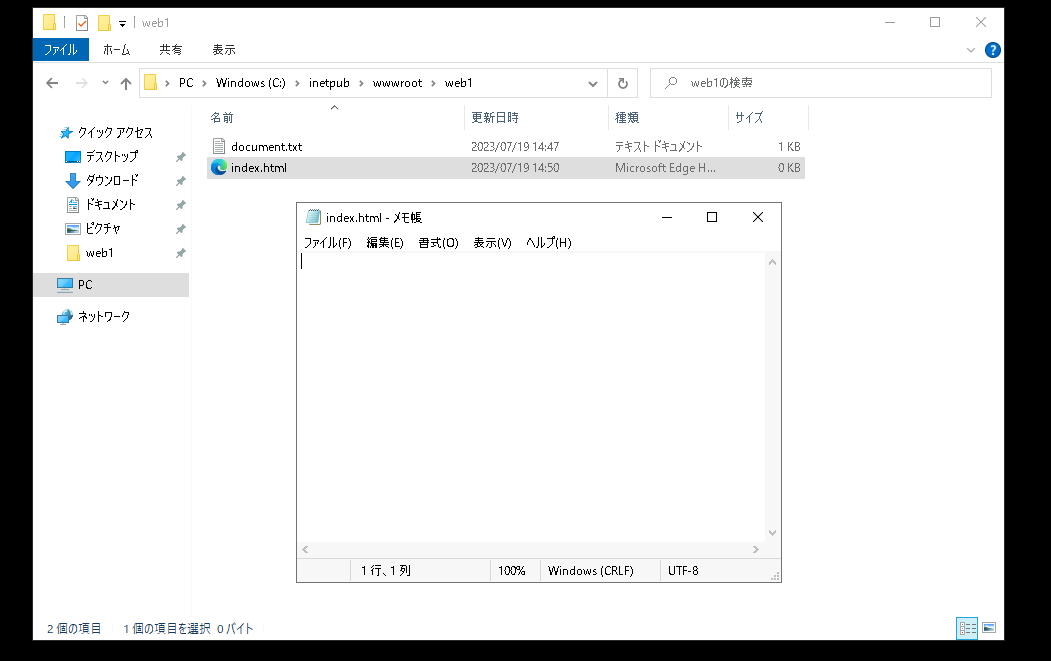 web1
ファイル ホーム 共有 表示
PC Windows (C:) inetpub wwwroot web1 web1の検索
名前 更新日時 種類 サイズ
クイック アクセス
デスクトップ
ダウンロード
ドキュメント
ピクチャ
web1
PC
ネットワーク
document.txt 2023/07/19 14:47 テキスト ドキュメント 1 KB
index.html 2023/07/19 14:50 Microsoft Edge H... 0 KB
index.html - メモ帳
ファイル(F) 編集(E) 書式(O) 表示(V) ヘルプ(H)
1 行、1 列 100% Windows (CRLF) UTF-8
2 個の項目 1 個の項目を選択 0 バイト